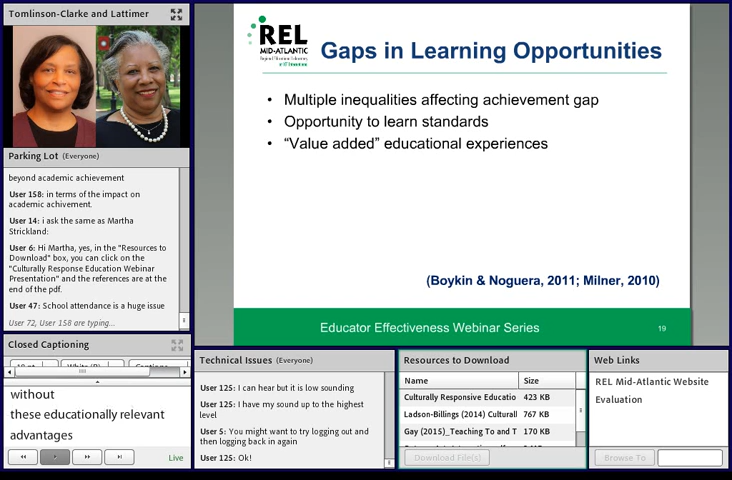 Tomlinson-Clarke and Lattimer
Parking Lot (Everyone)
beyond academic achievement
User 158: in terms of the impact on
academic achievement.
User 14: i ask the same as Martha
Strickland:
User 6: Hi Martha, yes, in the "Resources to
Download" box, you can click on the
"Culturally Response Education Webinar
Presentation" and the references are at the
end of the pdf.
User 47: School attendance is a huge issue
User 72, User 158 are typing...
Closed Captioning
without
these educationally relevant
advantages
Live
REL
MID-ATLANTIC
Gaps in Learning Opportunities
• Multiple inequalities affecting achievement gap
• Opportunity to learn standards
• “Value added” educational experiences
(Boykin & Noguera, 2011; Milner, 2010)
Educator Effectiveness Webinar Series
19
Technical Issues (Everyone)
User 125: I can hear but it is low sounding
User 125: I have my sound up to the highest
level
User 5: You might want to try logging out and
then logging back in again
User 125: Ok!
Resources to Download
Name Size
Culturally Responsive Educatio 423 KB
Ladson-Billings (2014) Culturall 767 KB
Gay (2015)_Teaching To and T 170 KB
Download File(s)
Web Links
REL Mid-Atlantic Website
Evaluation
Browse To